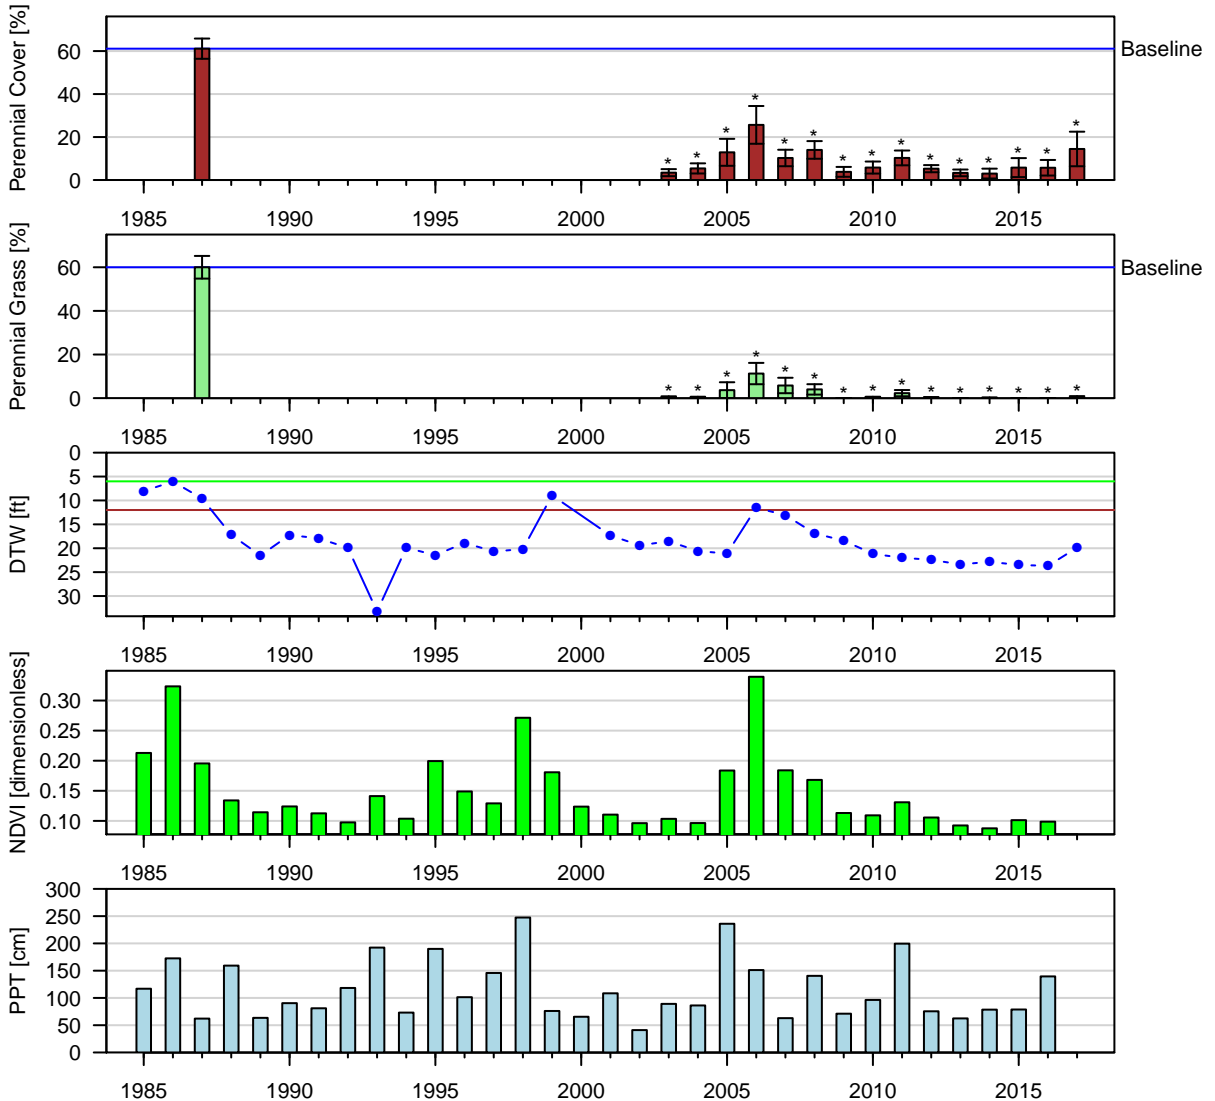 Perennial Cover [%]
60
40
20
0
Baseline
* * * * * * * * * * * * * * *
1985 1990 1995 2000 2005 2010 2015
Perennial Grass [%]
60
40
20
0
Baseline
* * * * * * * * * * * * * * *
1985 1990 1995 2000 2005 2010 2015
DTW [ft]
0
5
10
15
20
25
30
1985 1990 1995 2000 2005 2010 2015
NDVI [dimensionless]
0.30
0.25
0.20
0.15
0.10
1985 1990 1995 2000 2005 2010 2015
PPT [cm]
300
250
200
150
100
50
0
1985 1990 1995 2000 2005 2010 2015